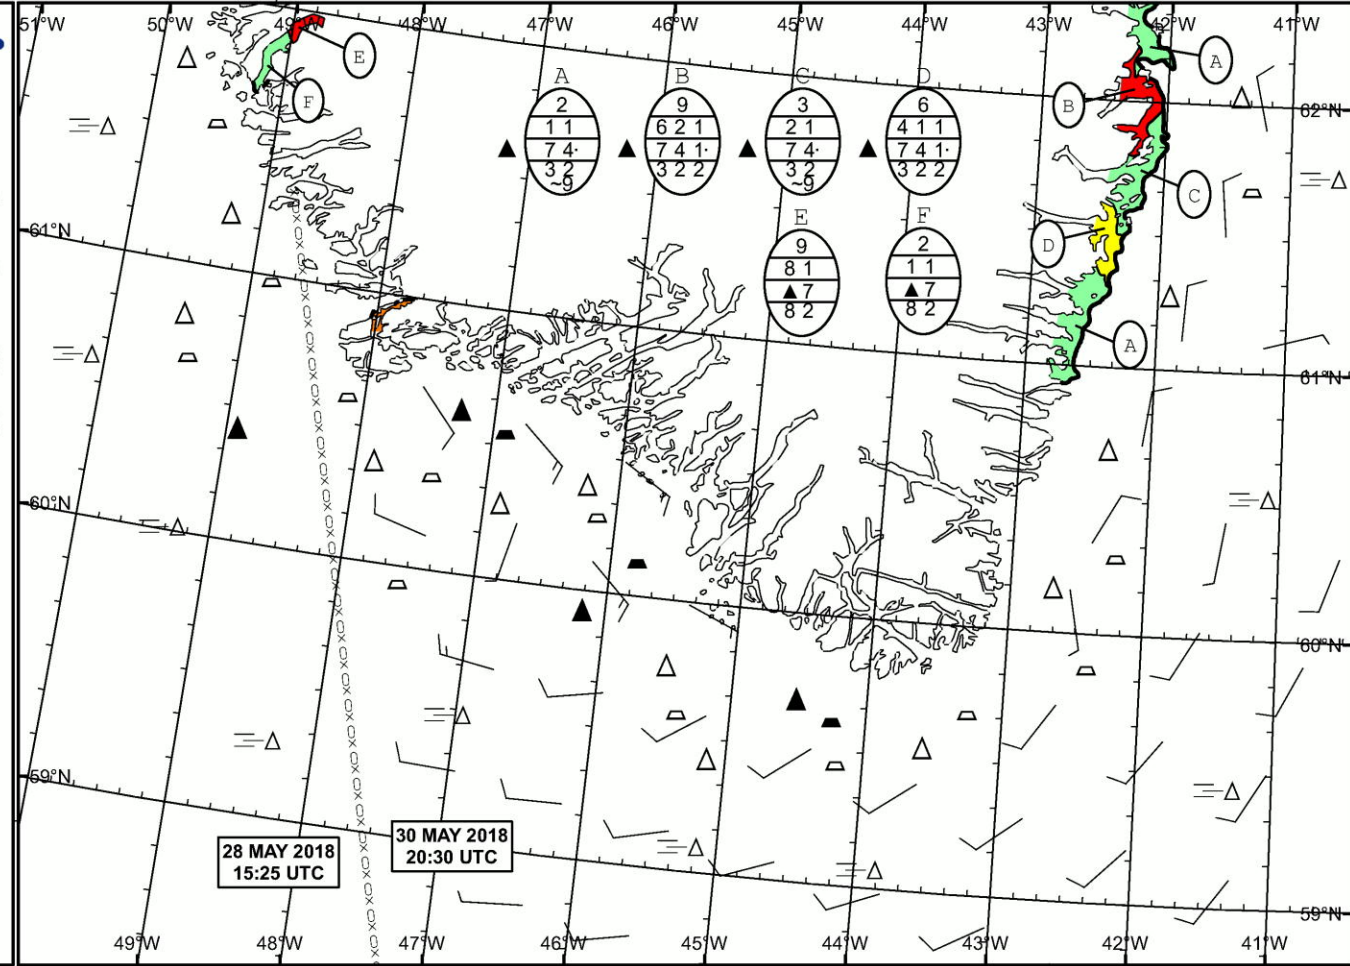 51°W 50°W 49°W 48°W 47°W 46°W 45°W 44°W 43°W 42°W 41°W
E
F
A
B
62°N
C
D
A
A
2
1 1
7 4·
3 2
~9
B
9
6 2 1
7 4 1·
3 2 2
C
3
2 1
7 4·
3 2
~9
D
6
4 1 1
7 4 1·
3 2 2
E
9
8 1
▲7
8 2
F
2
1 1
▲7
8 2
61°N
61°N
60°N
60°N
59°N
59°N
28 MAY 2018
15:25 UTC
30 MAY 2018
20:30 UTC
49°W 48°W 47°W 46°W 45°W 44°W 43°W 42°W 41°W